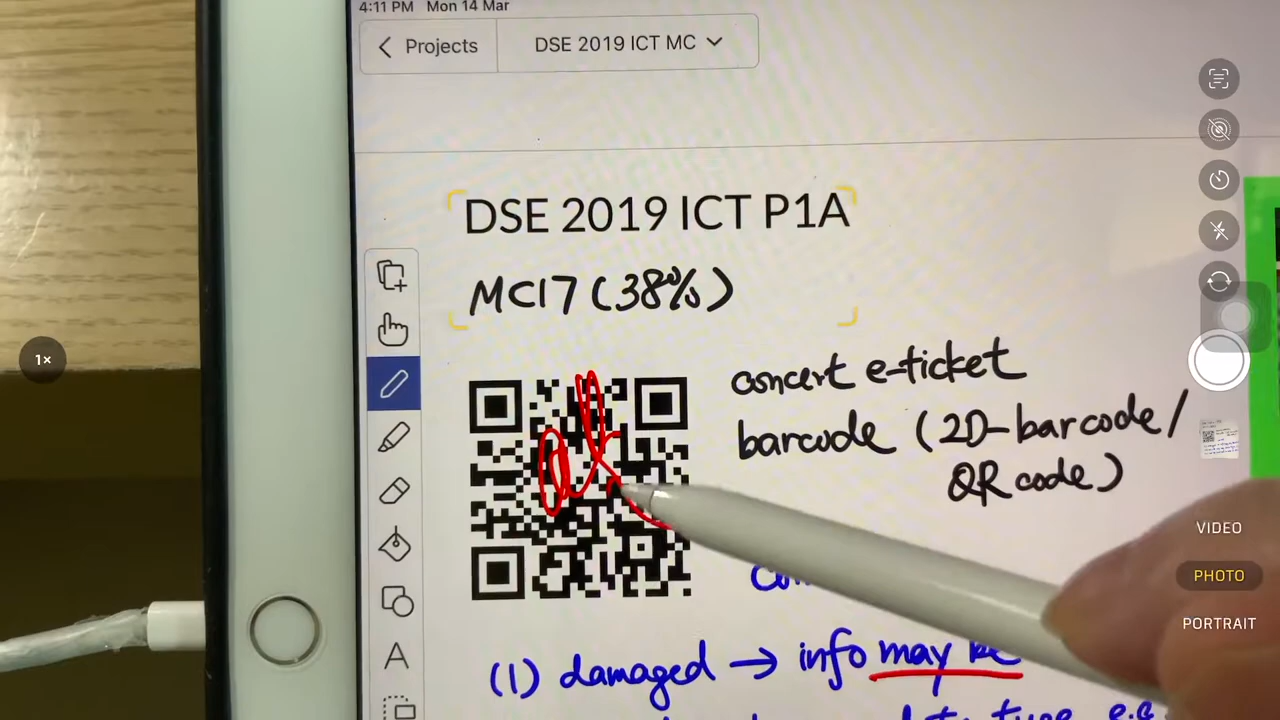 4:11 PM Mon 14 Mar
Projects
DSE 2019 ICT MC
DSE 2019 ICT P1A
MC17 (38%)
concert e-ticket
barcode (2D-barcode/
QR code)
1×
VIDEO
PHOTO
PORTRAIT
(1) damaged → info may be
A
e.g.